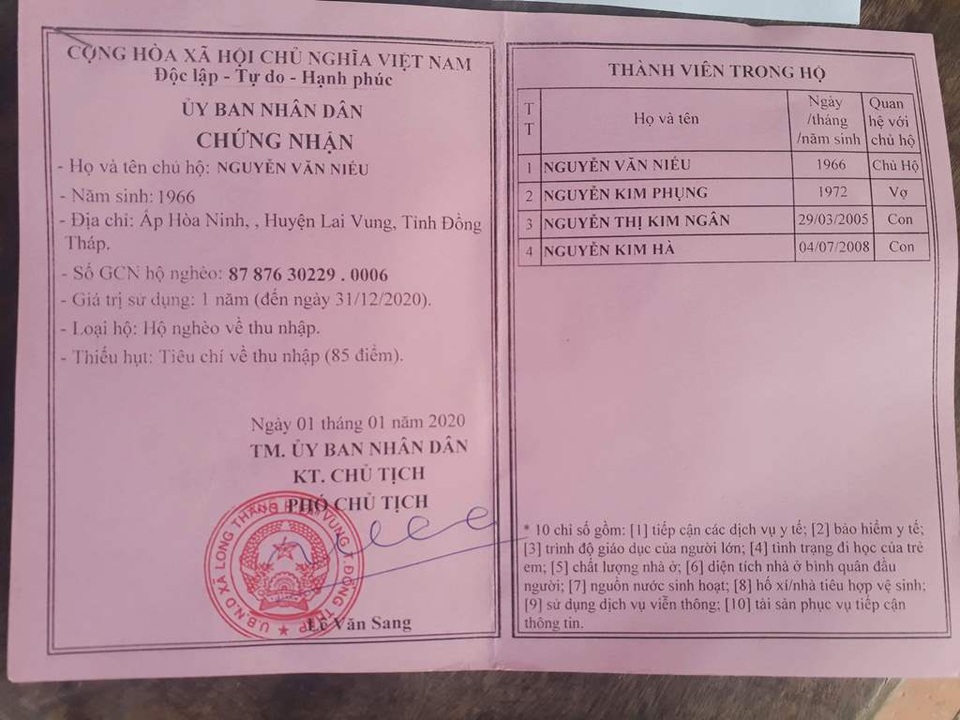 CỘNG HÒA XÃ HỘI CHỦ NGHĨA VIỆT NAM
Độc lập - Tự do - Hạnh phúc
ỦY BAN NHÂN DÂN
CHỨNG NHẬN
- Họ và tên chủ hộ: NGUYỄN VĂN NIẾU
- Năm sinh: 1966
- Địa chỉ: Ấp Hòa Ninh, , Huyện Lai Vung, Tỉnh Đồng
Tháp.
- Số GCN hộ nghèo: 87 876 30229 . 0006
- Giá trị sử dụng: 1 năm (đến ngày 31/12/2020).
- Loại hộ: Hộ nghèo về thu nhập.
- Thiếu hụt: Tiêu chí về thu nhập (85 điểm).
Ngày 01 tháng 01 năm 2020
TM. ỦY BAN NHÂN DÂN
KT. CHỦ TỊCH
PHÓ CHỦ TỊCH
U.B.N.D XÃ LONG THẮNG H. LAI VUNG T. ĐỒNG THÁP
Lê Văn Sang
THÀNH VIÊN TRONG HỘ
TT Họ và tên Ngày /tháng /năm sinh Quan hệ với chủ hộ
1 NGUYỄN VĂN NIẾU 1966 Chủ Hộ
2 NGUYỄN KIM PHỤNG 1972 Vợ
3 NGUYỄN THỊ KIM NGÂN 29/03/2005 Con
4 NGUYỄN KIM HÀ 04/07/2008 Con
* 10 chỉ số gồm: [1] tiếp cận các dịch vụ y tế; [2] bảo hiểm y tế;
[3] trình độ giáo dục của người lớn; [4] tình trạng đi học của trẻ
em; [5] chất lượng nhà ở; [6] diện tích nhà ở bình quân đầu
người; [7] nguồn nước sinh hoạt; [8] hố xí/nhà tiêu hợp vệ sinh;
[9] sử dụng dịch vụ viễn thông; [10] tài sản phục vụ tiếp cận
thông tin.